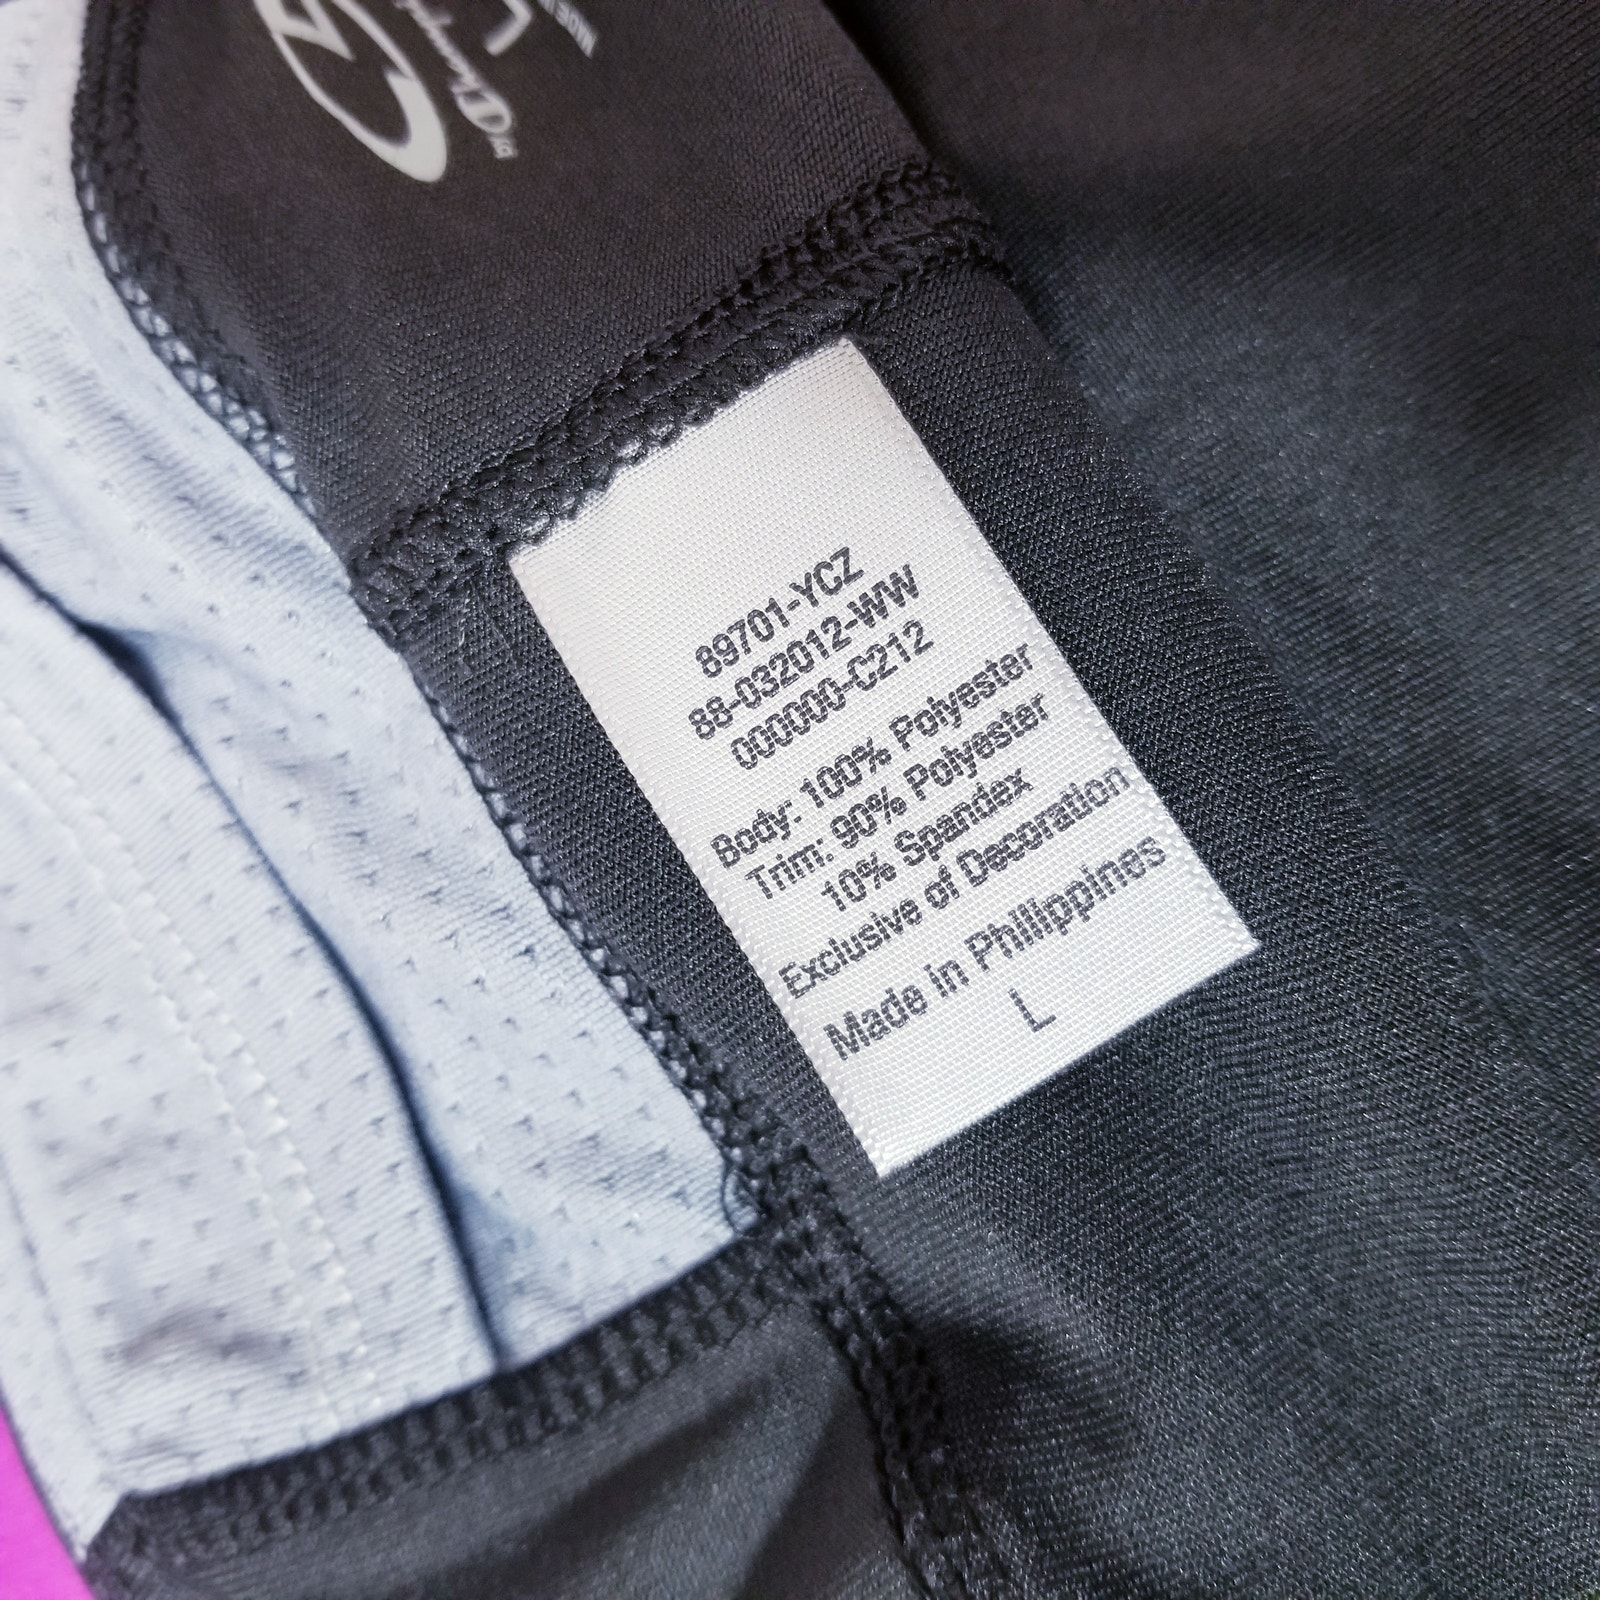 L
89701-YCZ
88-032012-WW
000000-C212
Body: 100% Polyester
Trim: 90% Polyester
10% Spandex
Exclusive of Decoration
Made in Philippines
L